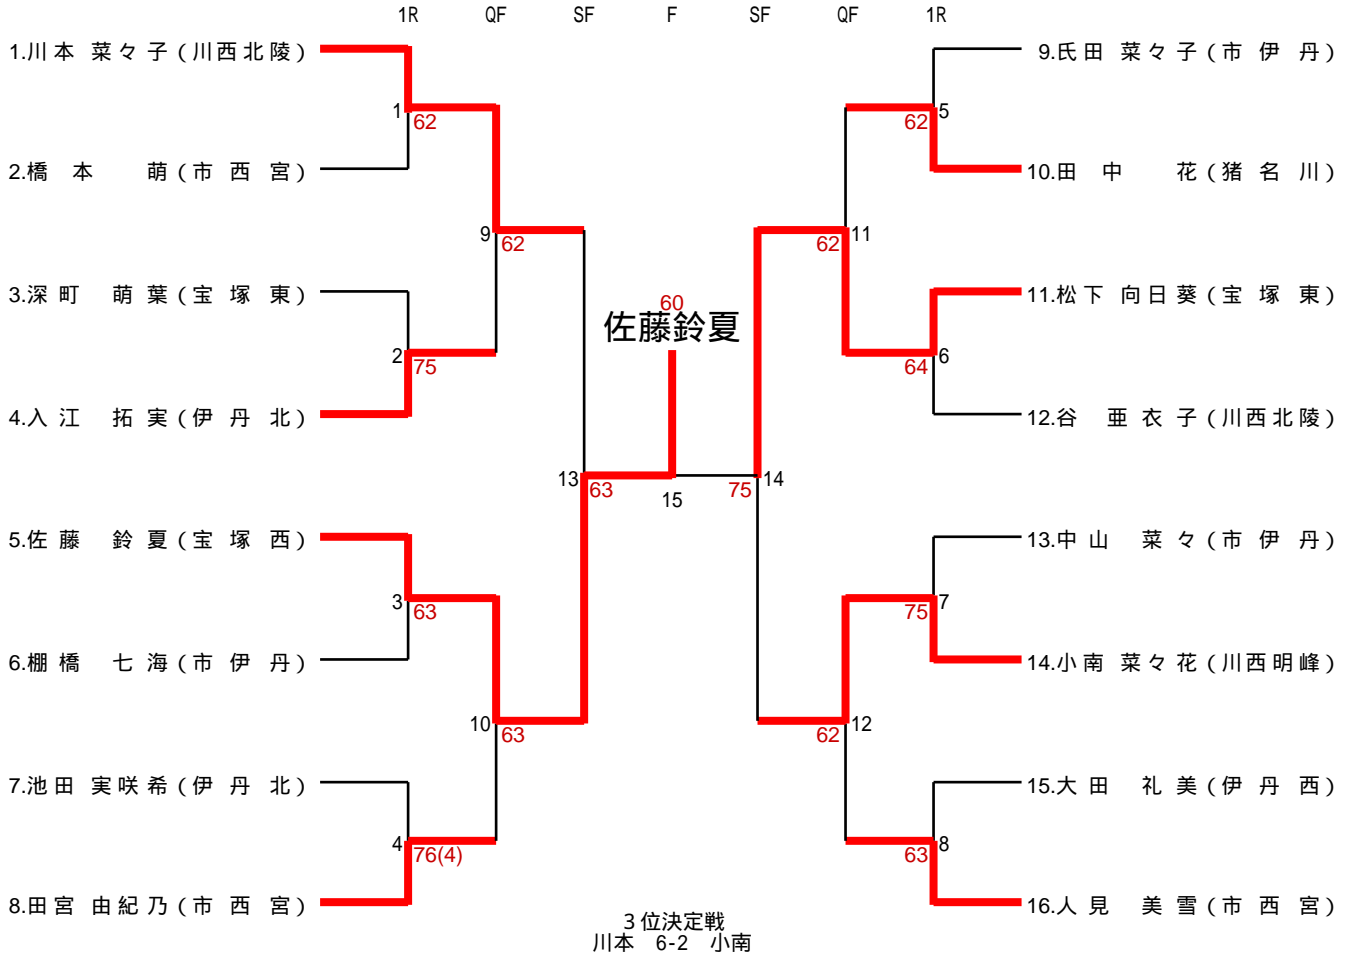 1R QF SF F SF QF 1R
1.川本 菜々子(川西北陵)
9.氏田 菜々子(市 伊 丹)
1
62
62
5
2.橋 本 萌(市 西 宮)
10.田 中 花(猪 名 川)
9
62
62
11
3.深町 萌葉(宝 塚 東)
11.松下 向日葵(宝 塚 東)
60
佐藤鈴夏
2
75
64
6
4.入江 拓実(伊 丹 北)
12.谷 亜衣子(川西北陵)
13
63
15
75
14
5.佐藤 鈴夏(宝 塚 西)
13.中山 菜々(市 伊 丹)
3
63
75
7
6.棚橋 七海(市 伊 丹)
14.小南 菜々花(川西明峰)
10
63
62
12
7.池田 実咲希(伊 丹 北)
15.大田 礼美(伊 丹 西)
4
76(4)
63
8
8.田宮 由紀乃(市 西 宮)
16.人見 美雪(市 西 宮)
3位決定戦
川本 6-2 小南